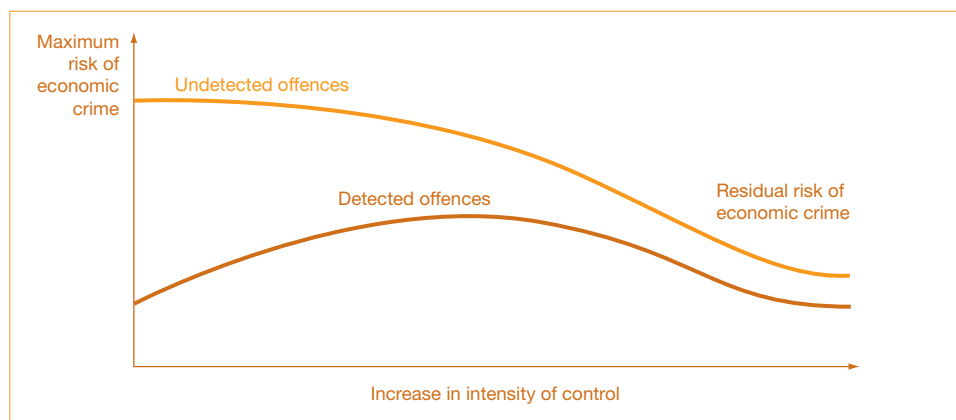 Maximum
risk of
economic
crime
Undetected offences
Detected offences
Residual risk of
economic crime
Increase in intensity of control